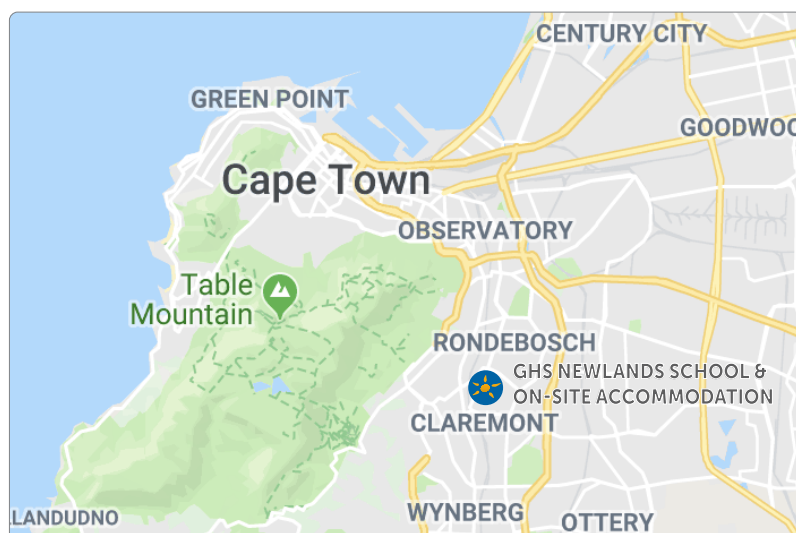 CENTURY CITY
GREEN POINT
GOODWOO
Cape Town
OBSERVATORY
Table
Mountain
RONDEBOSCH
GHS NEWLANDS SCHOOL &
ON-SITE ACCOMMODATION
CLAREMONT
LLANDUDNO
WYNBERG
OTTERY